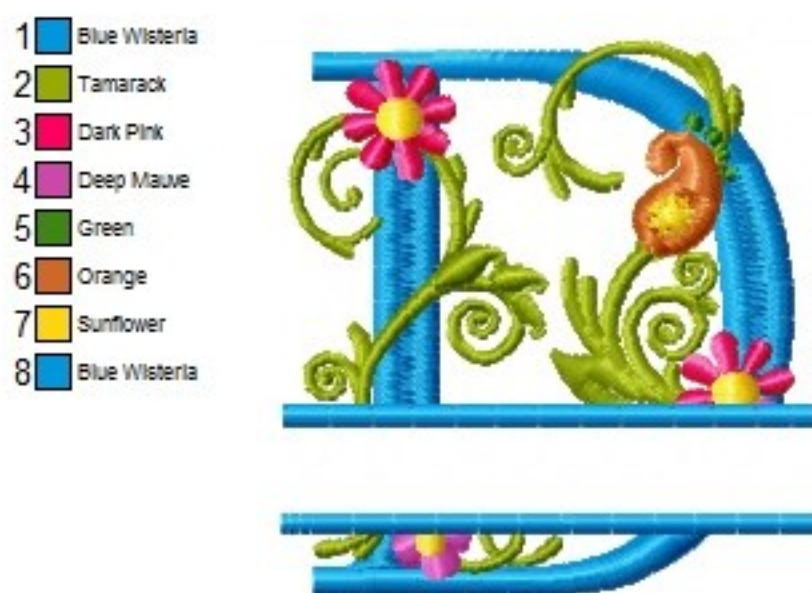 1 Blue Wisteria
2 Tamarack
3 Dark Pink
4 Deep Mauve
5 Green
6 Orange
7 Sunflower
8 Blue Wisteria